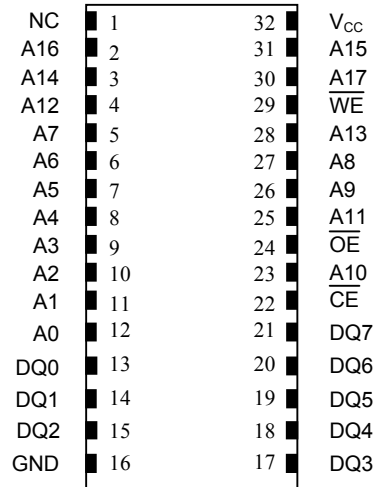 NC 1 32 VCC
A16 2 31 A15
A14 3 30 A17
A12 4 29 WE
A7 5 28 A13
A6 6 27 A8
A5 7 26 A9
A4 8 25 A11
A3 9 24 OE
A2 10 23 A10
A1 11 22 CE
A0 12 21 DQ7
DQ0 13 20 DQ6
DQ1 14 19 DQ5
DQ2 15 18 DQ4
GND 16 17 DQ3